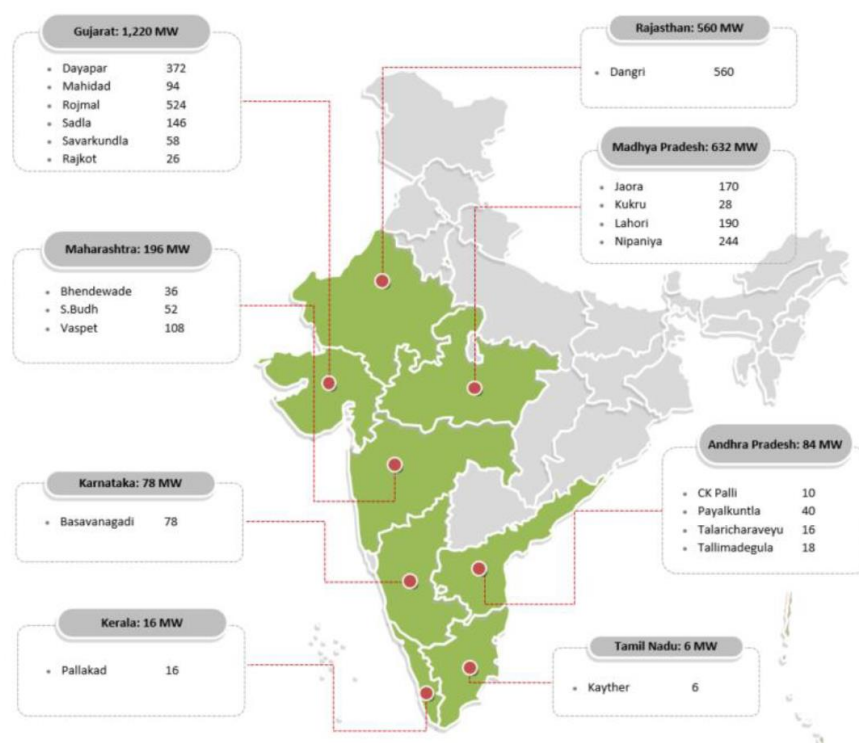 Gujarat: 1,220 MW
Dayapar 372
Mahidad 94
Rojmal 524
Sadla 146
Savarkundla 58
Rajkot 26
Rajasthan: 560 MW
Dangri 560
Madhya Pradesh: 632 MW
Jaora 170
Kukru 28
Lahori 190
Nipaniya 244
Maharashtra: 196 MW
Bhendewade 36
S.Budh 52
Vaspet 108
Andhra Pradesh: 84 MW
CK Palli 10
Payalkuntla 40
Talaricharaveyu 16
Tallimadegula 18
Karnataka: 78 MW
Basavanagadi 78
Kerala: 16 MW
Pallakad 16
Tamil Nadu: 6 MW
Kayther 6